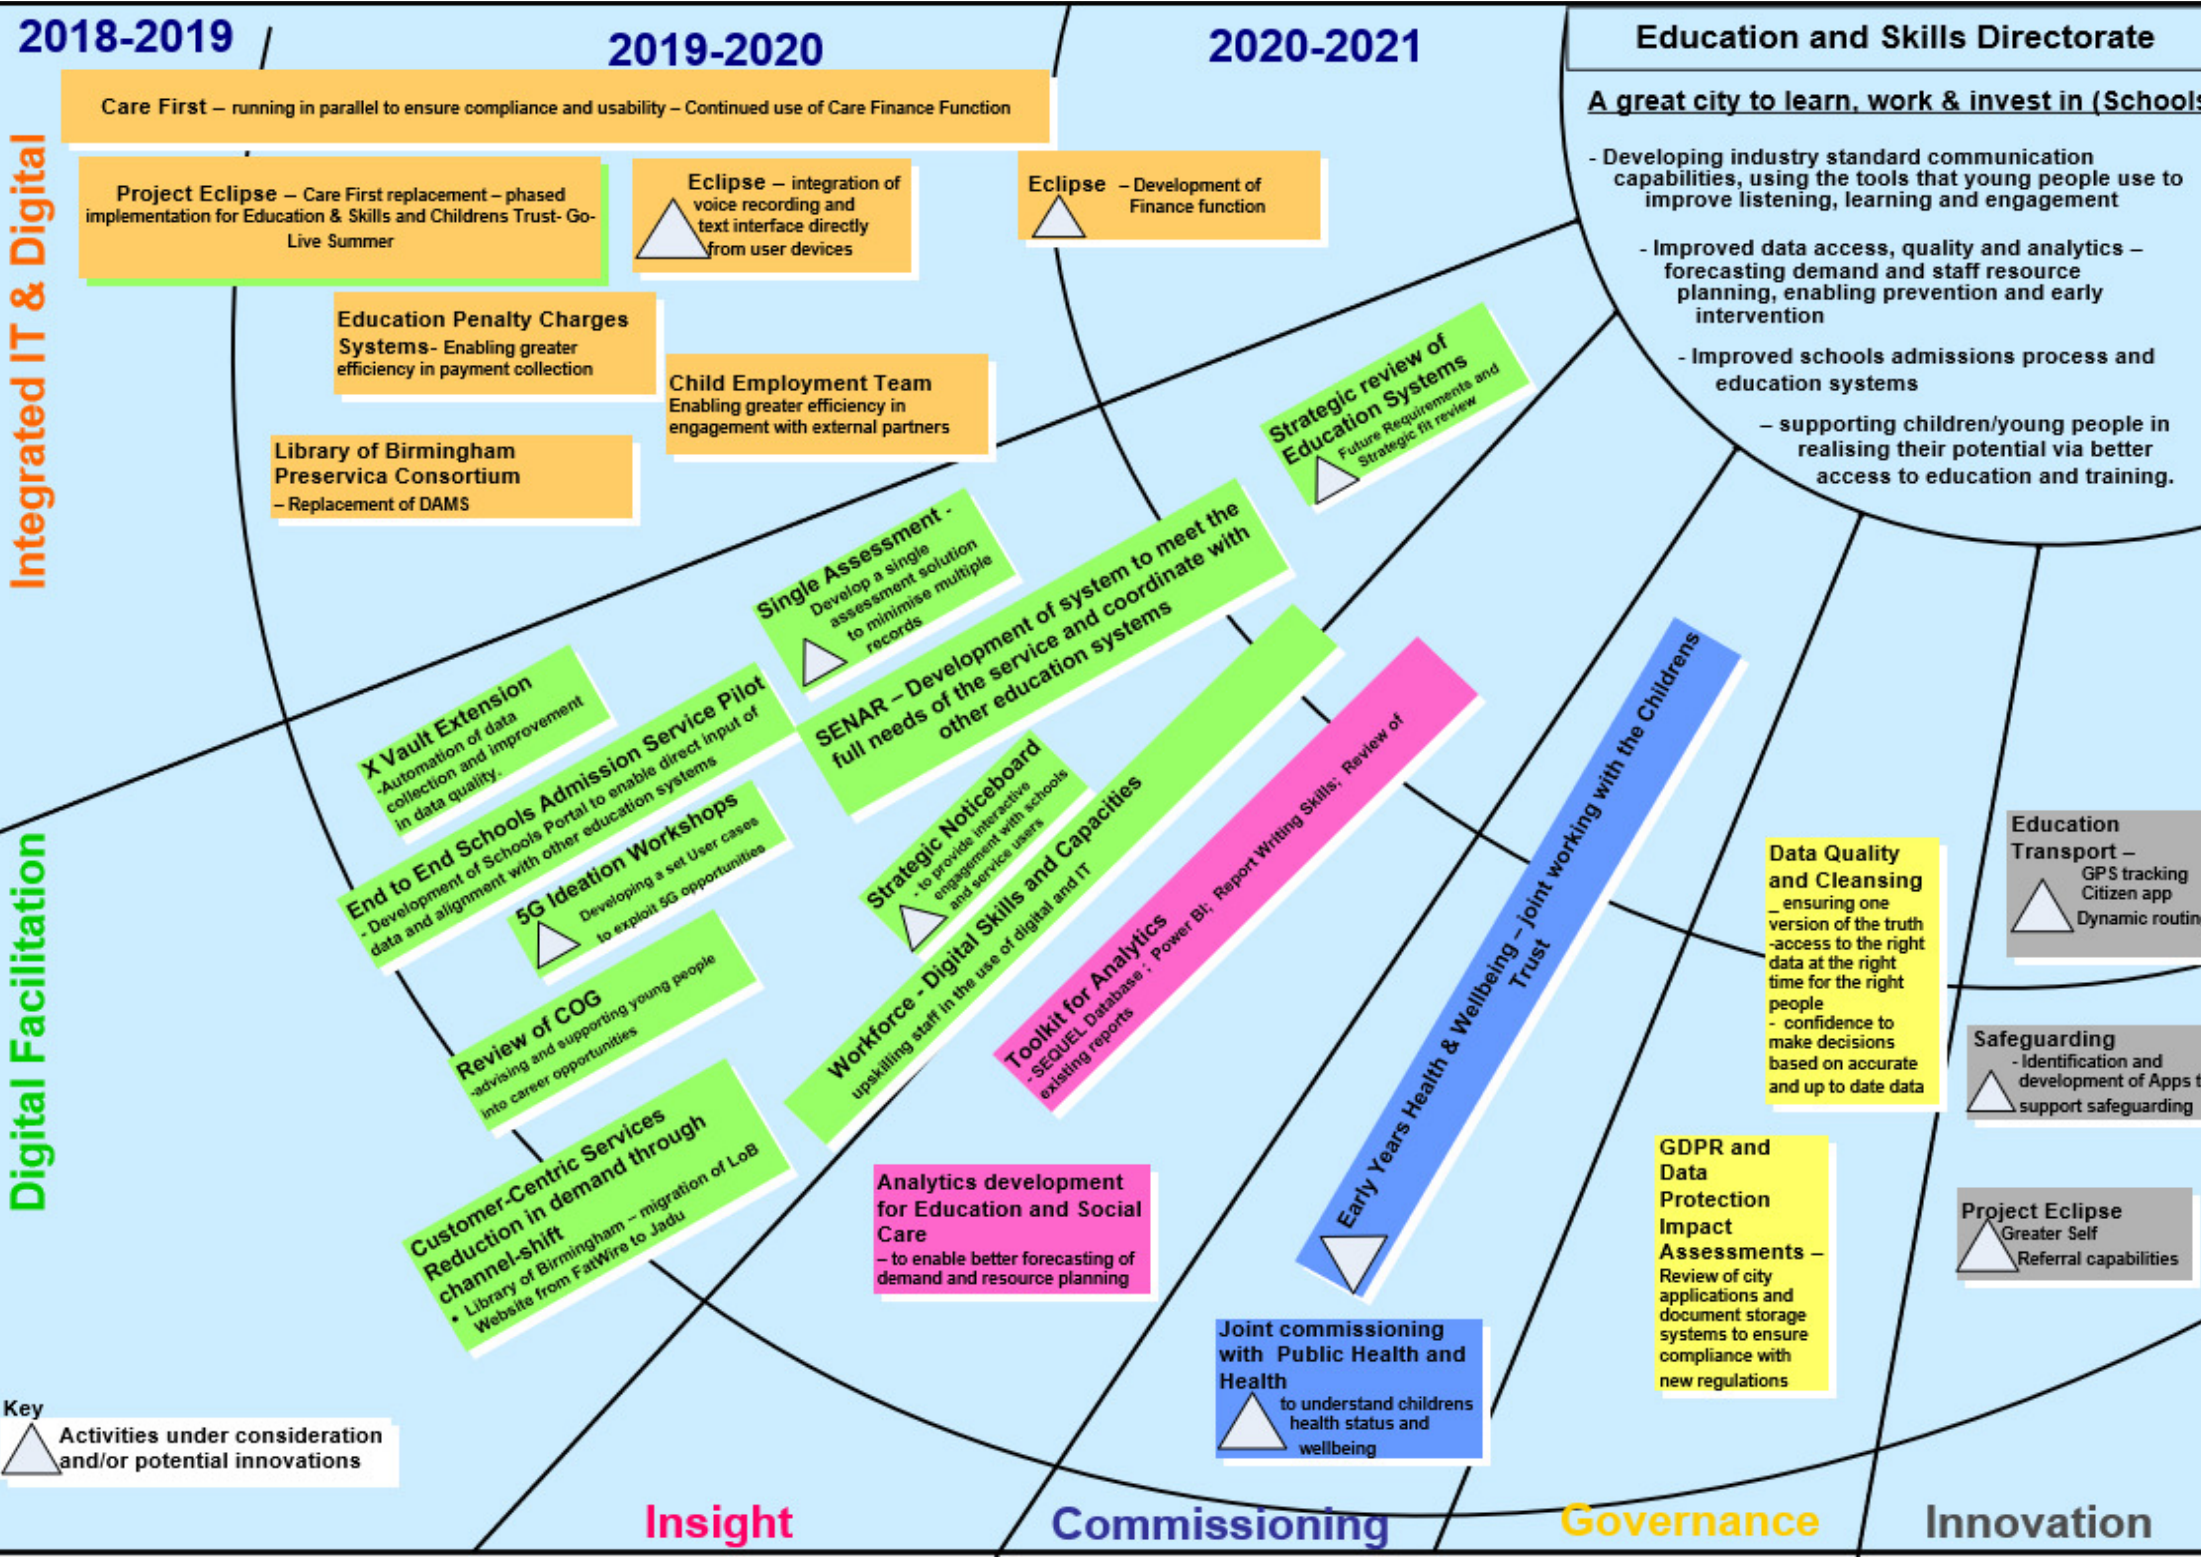 2018-2019
2019-2020
2020-2021
Education and Skills Directorate
A great city to learn, work & invest in (Schools
- Developing industry standard communication
capabilities, using the tools that young people use to
improve listening, learning and engagement
- Improved data access, quality and analytics –
forecasting demand and staff resource
planning, enabling prevention and early
intervention
- Improved schools admissions process and
education systems
– supporting children/young people in
realising their potential via better
access to education and training.
Integrated IT & Digital
Care First – running in parallel to ensure compliance and usability – Continued use of Care Finance Function
Project Eclipse – Care First replacement – phased
implementation for Education & Skills and Childrens Trust- Go-
Live Summer
Eclipse – integration of
voice recording and
text interface directly
from user devices
Eclipse – Development of
Finance function
Education Penalty Charges
Systems- Enabling greater
efficiency in payment collection
Child Employment Team
Enabling greater efficiency in
engagement with external partners
Library of Birmingham
Preservica Consortium
– Replacement of DAMS
Digital Facilitation
Strategic review of
Education Systems
Future Requirements and
Strategic fit review
Single Assessment -
Develop a single
assessment solution
to minimise multiple
records
SENAR – Development of system to meet the
full needs of the service and coordinate with
other education systems
X Vault Extension
-Automation of data
collection and improvement
in data quality.
End to End Schools Admission Service Pilot
- Development of Schools Portal to enable direct input of
data and alignment with other education systems
5G Ideation Workshops
Developing a set User cases
to exploit 5G opportunities
Strategic Noticeboard
- to provide interactive
engagement with schools
and service users
Review of COG
-advising and supporting young people
into career opportunities
Workforce - Digital Skills and Capacities
upskilling staff in the use of digital and IT
Customer-Centric Services
Reduction in demand through
channel-shift
• Library of Birmingham – migration of LoB
Website from FatWire to Jadu
Toolkit for Analytics
- SEQUEL Database ; Power BI; Report Writing Skills; Review of
existing reports
Analytics development
for Education and Social
Care
– to enable better forecasting of
demand and resource planning
Early Years Health & Wellbeing – joint working with the Childrens
Trust
Joint commissioning
with Public Health and
Health
to understand childrens
health status and
wellbeing
Data Quality
and Cleansing
_ ensuring one
version of the truth
-access to the right
data at the right
time for the right
people
- confidence to
make decisions
based on accurate
and up to date data
GDPR and
Data
Protection
Impact
Assessments –
Review of city
applications and
document storage
systems to ensure
compliance with
new regulations
Education
Transport –
GPS tracking
Citizen app
Dynamic routin
Safeguarding
- Identification and
development of Apps t
support safeguarding
Project Eclipse
Greater Self
Referral capabilities
Key
Activities under consideration
and/or potential innovations
Insight
Commissioning
Governance
Innovation